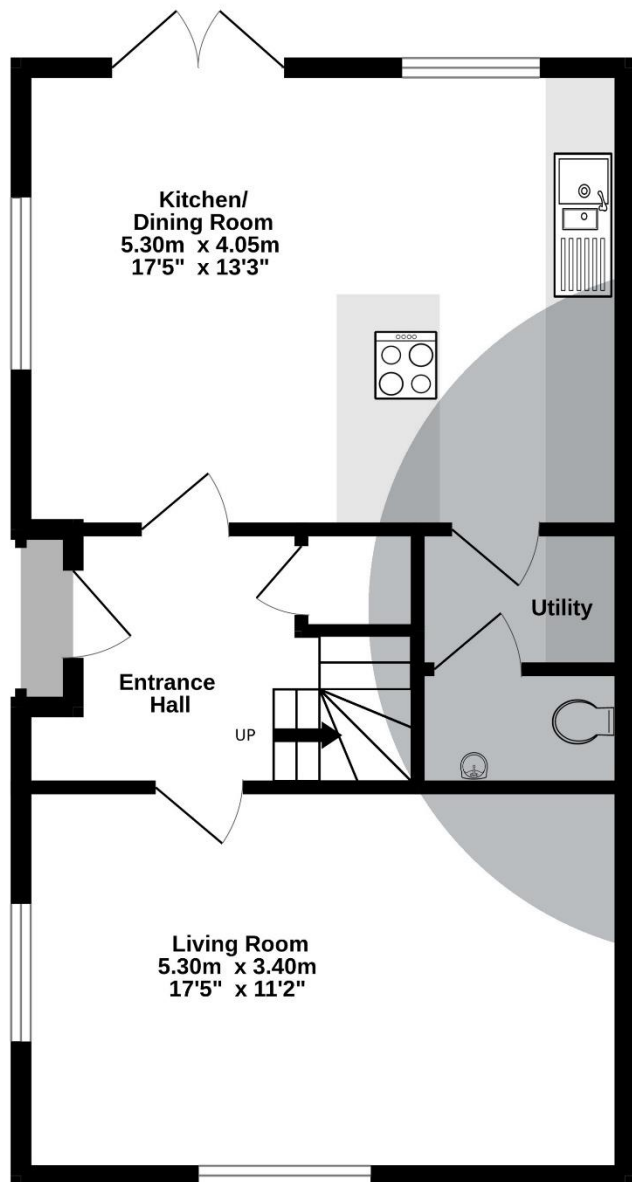 Kitchen/
Dining Room
5.30m x 4.05m
17'5" x 13'3"
Utility
Entrance
Hall
UP
Living Room
5.30m x 3.40m
17'5" x 11'2"